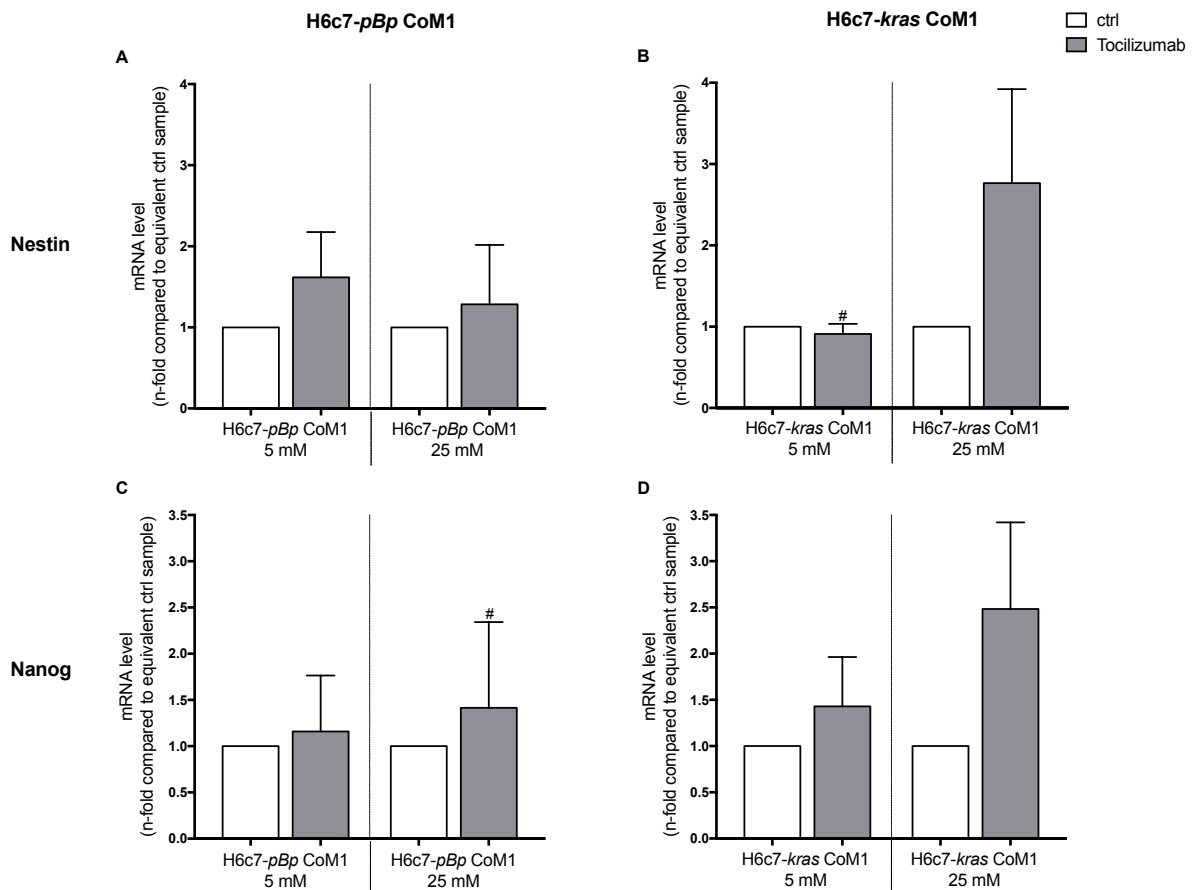 H6c7-pBp CoM1
H6c7-kras CoM1
ctrl
Tocilizumab
A
mRNA level
(n-fold compared to equivalent ctrl sample)
4
3
2
1
0
H6c7-pBp CoM1
5 mM
H6c7-pBp CoM1
25 mM
B
mRNA level
(n-fold compared to equivalent ctrl sample)
4
3
2
1
0
#
H6c7-kras CoM1
5 mM
H6c7-kras CoM1
25 mM
Nestin
C
mRNA level
(n-fold compared to equivalent ctrl sample)
3.5
3.0
2.5
2.0
1.5
1.0
0.5
0.0
#
H6c7-pBp CoM1
5 mM
H6c7-pBp CoM1
25 mM
D
mRNA level
(n-fold compared to equivalent ctrl sample)
3.5
3.0
2.5
2.0
1.5
1.0
0.5
0.0
H6c7-kras CoM1
5 mM
H6c7-kras CoM1
25 mM
Nanog